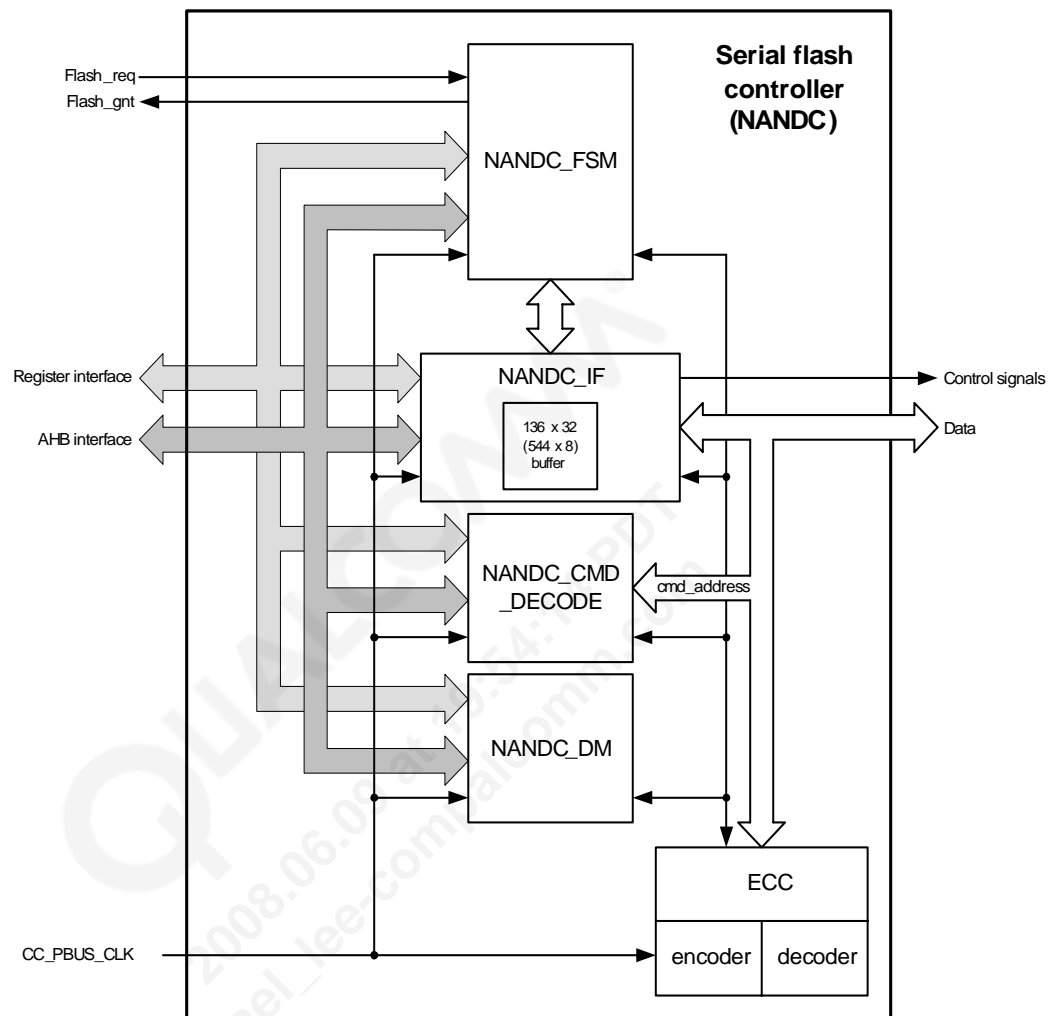 Serial flash
controller
(NANDC)
Flash_req
Flash_gnt
NANDC_FSM
Register interface
AHB interface
NANDC_IF
136 x 32
(544 x 8)
buffer
Control signals
Data
NANDC_CMD
_DECODE
cmd_address
NANDC_DM
ECC
encoder
decoder
CC_PBUS_CLK
QUALCOMM